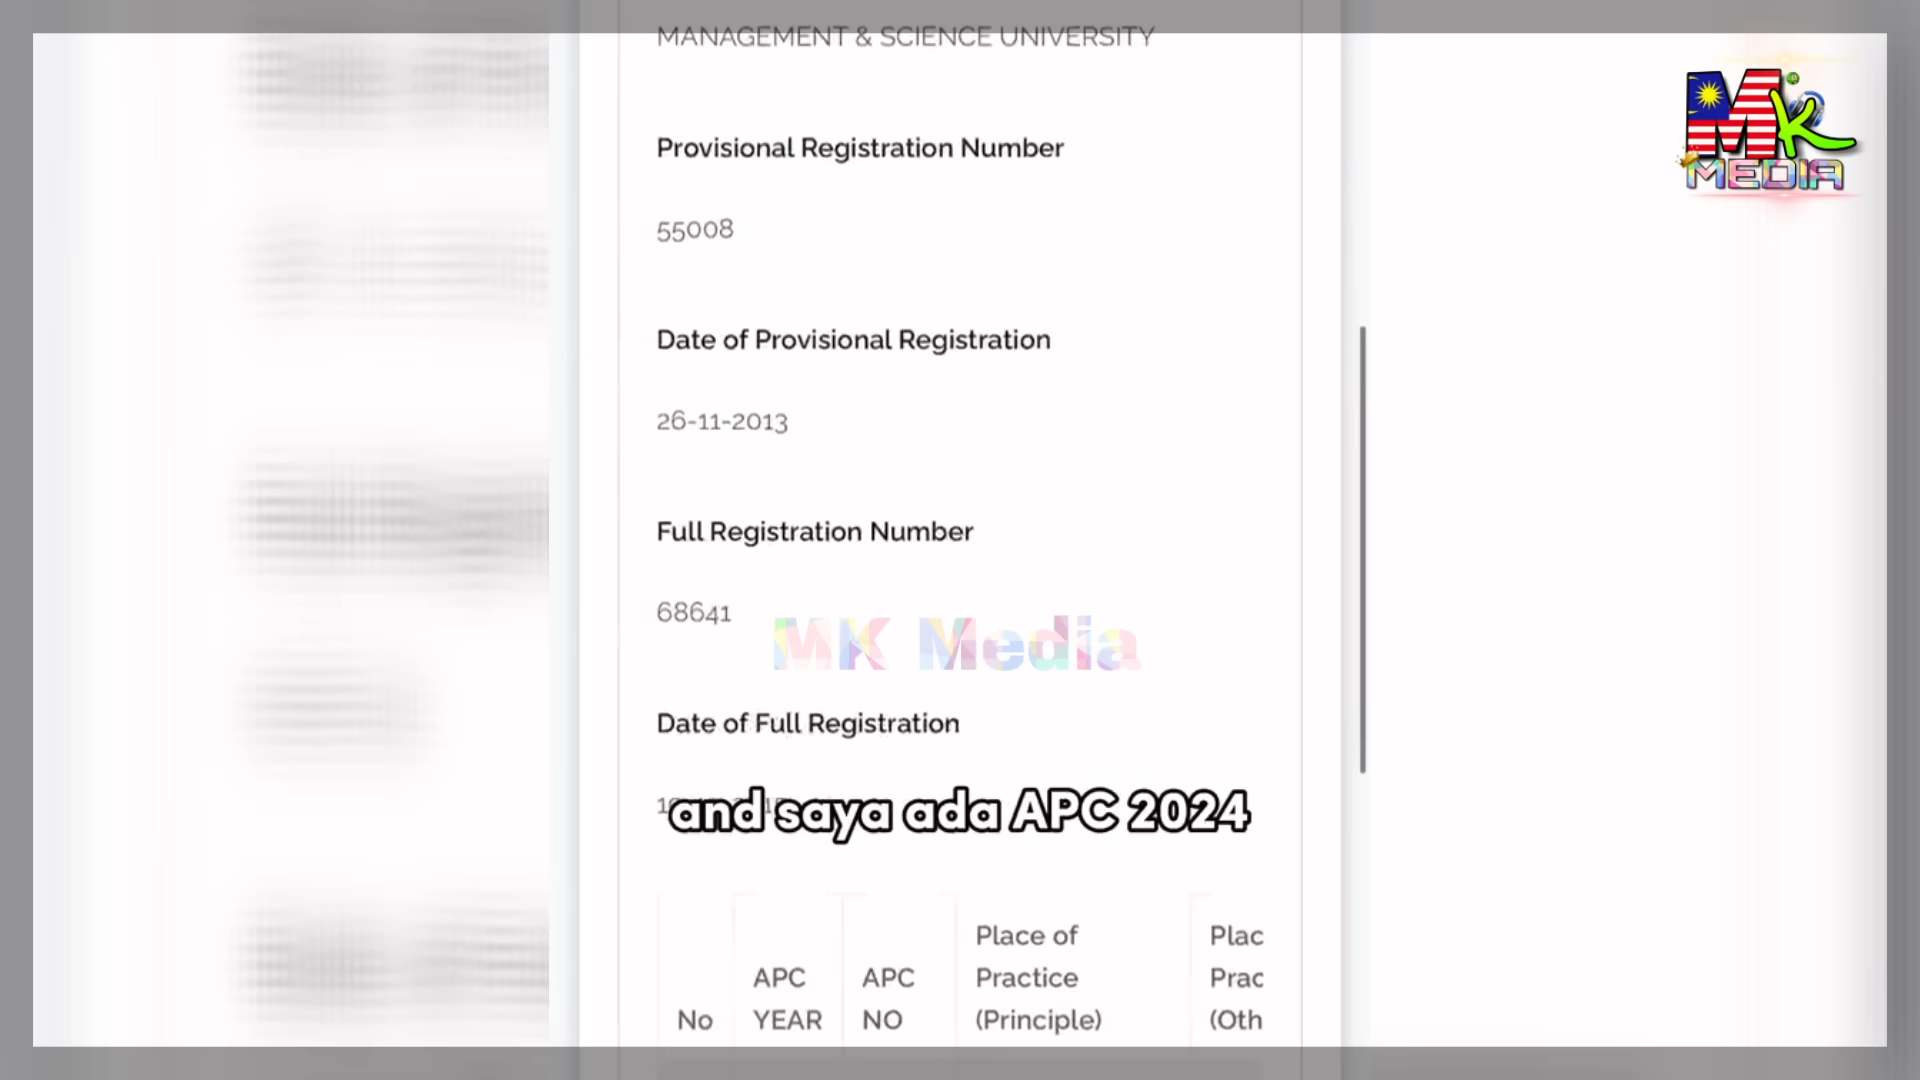 MANAGEMENT & SCIENCE UNIVERSITY
MK
MEDIA
Provisional Registration Number
55008
Date of Provisional Registration
26-11-2013
Full Registration Number
68641
MK Media
Date of Full Registration
and saya ada APC 2024
No
APC YEAR
APC NO
Place of Practice (Principle)
Plac
Prac
(Oth